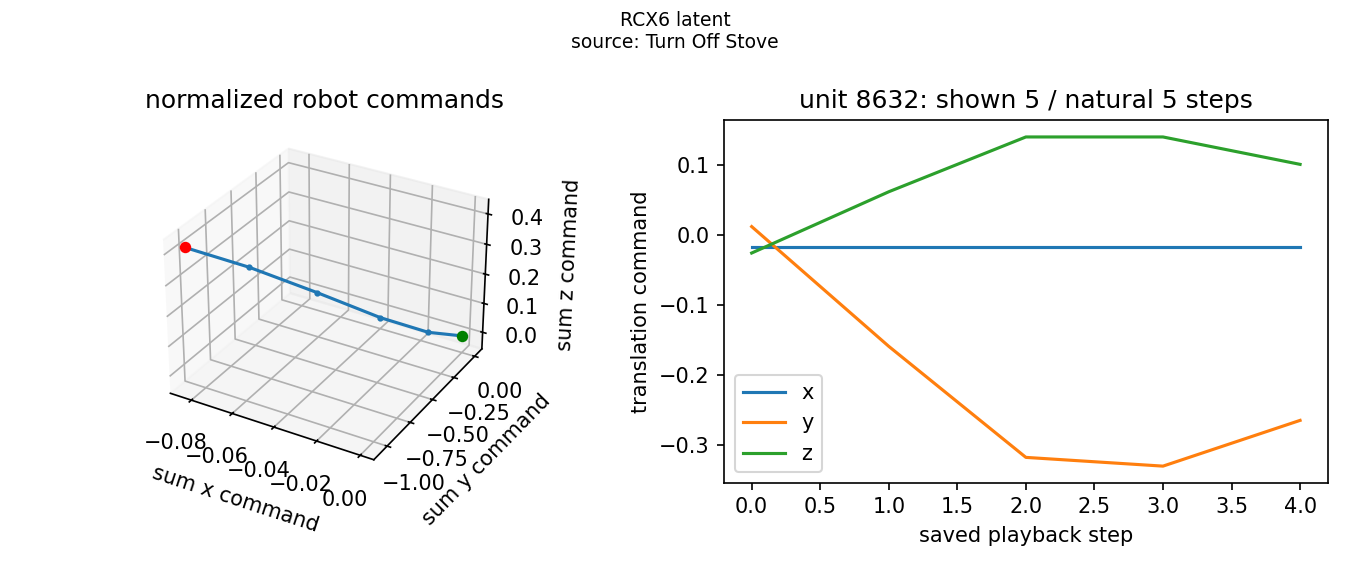 RCX6 latent
source: Turn Off Stove
normalized robot commands
0.4
0.3
0.2
0.1
0.0
sum z command
0.00
−0.25
−0.50
−0.75
−1.00
sum y command
−0.08
−0.06
−0.04
−0.02
0.00
sum x command
unit 8632: shown 5 / natural 5 steps
0.1
0.0
−0.1
−0.2
−0.3
translation command
x
y
z
0.0 0.5 1.0 1.5 2.0 2.5 3.0 3.5 4.0
saved playback step